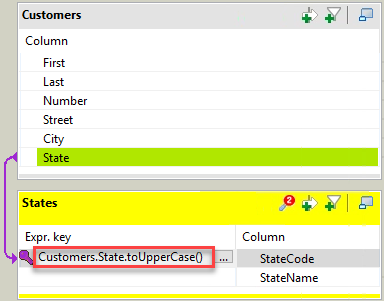 Customers
Column
First
Last
Number
Street
City
State
States
2
Expr. key Column
Customers.State.toUpperCase() ... StateCode
StateName